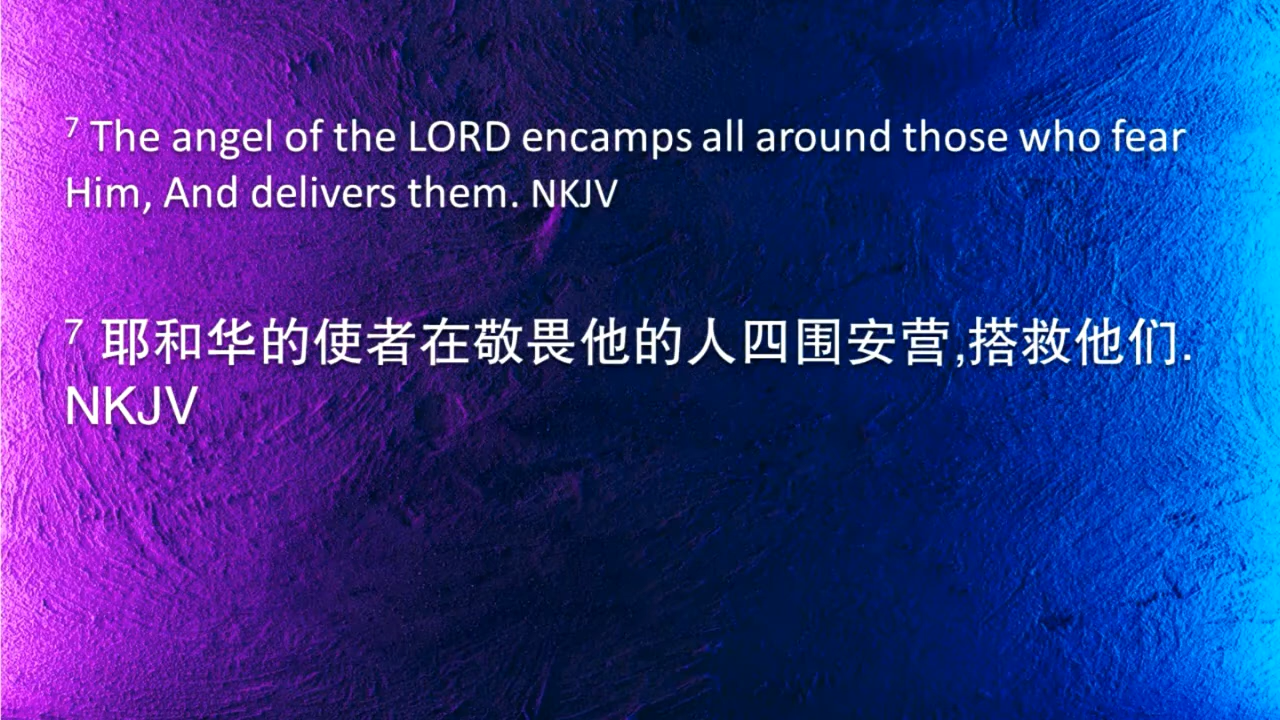 7 The angel of the LORD encamps all around those who fear
Him, And delivers them. NKJV
7 耶和华的使者在敬畏他的人四围安营,搭救他们.
NKJV